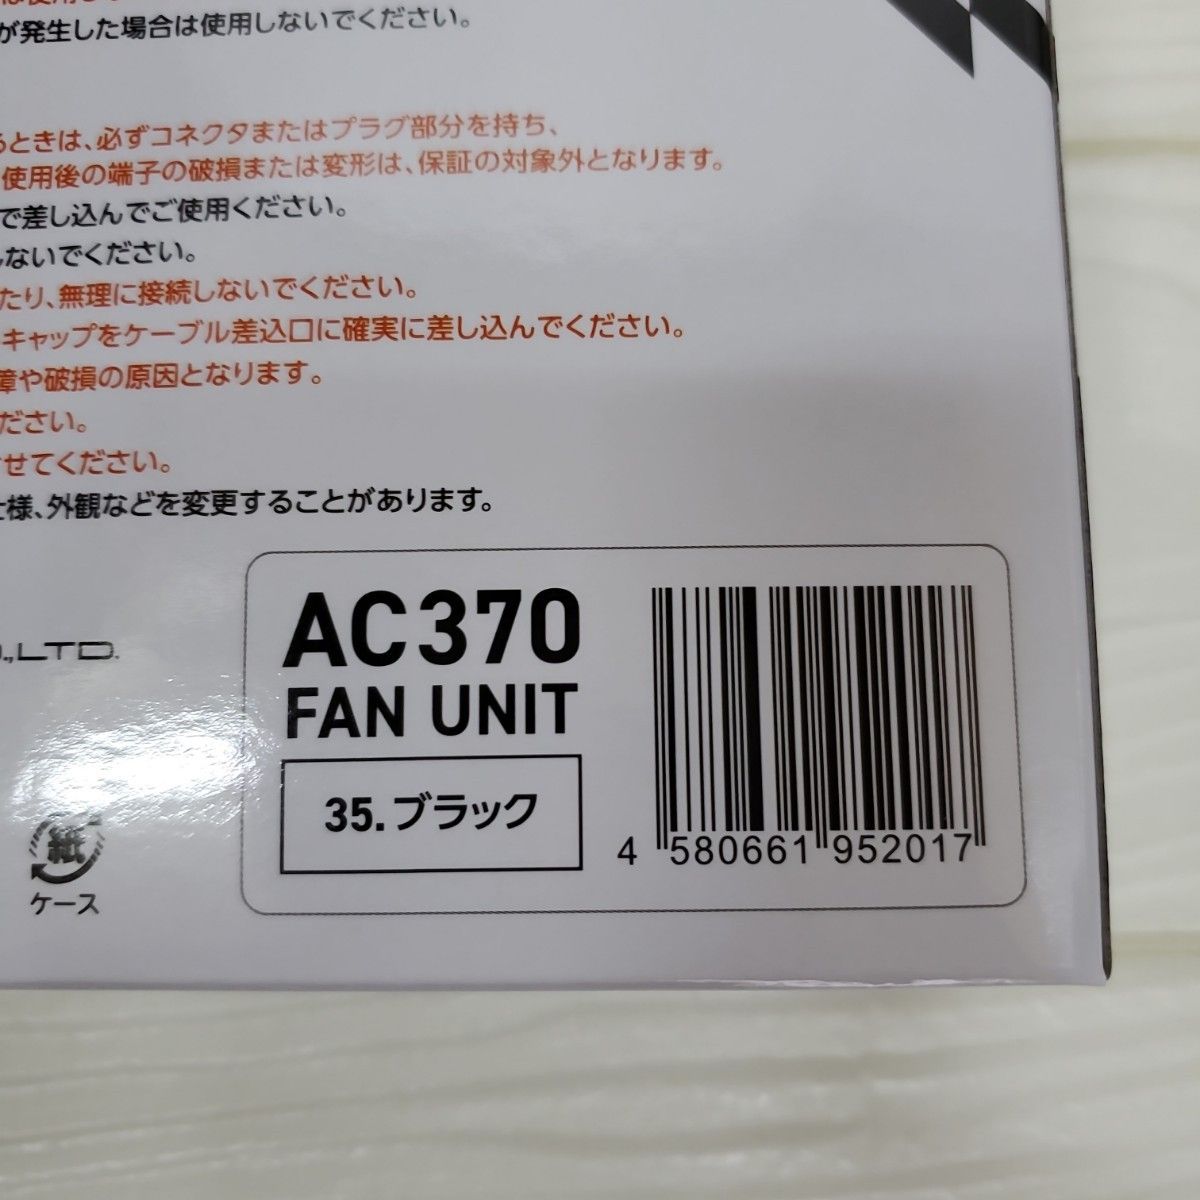 が発生した場合は使用しないでください。
るときは、必ずコネクタまたはプラグ部分を持ち、
使用後の端子の破損または変形は、保証の対象外となります。
で差し込んでご使用ください。
しないでください。
たり、無理に接続しないでください。
キャップをケーブル差込口に確実に差し込んでください。
障や破損の原因となります。
ださい。
せてください。
仕様、外観などを変更することがあります。
.,LTD.
AC370
FAN UNIT
35.ブラック
4 580661 952017
紙
ケース